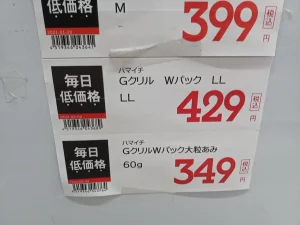 低価格
M
399
税込
円
毎日
低価格
ハマイチ
Gクリル Wパック LL
LL
429
税込
円
毎日
低価格
ハマイチ
GクリルWパック大粒あみ
60g
349
税込
円